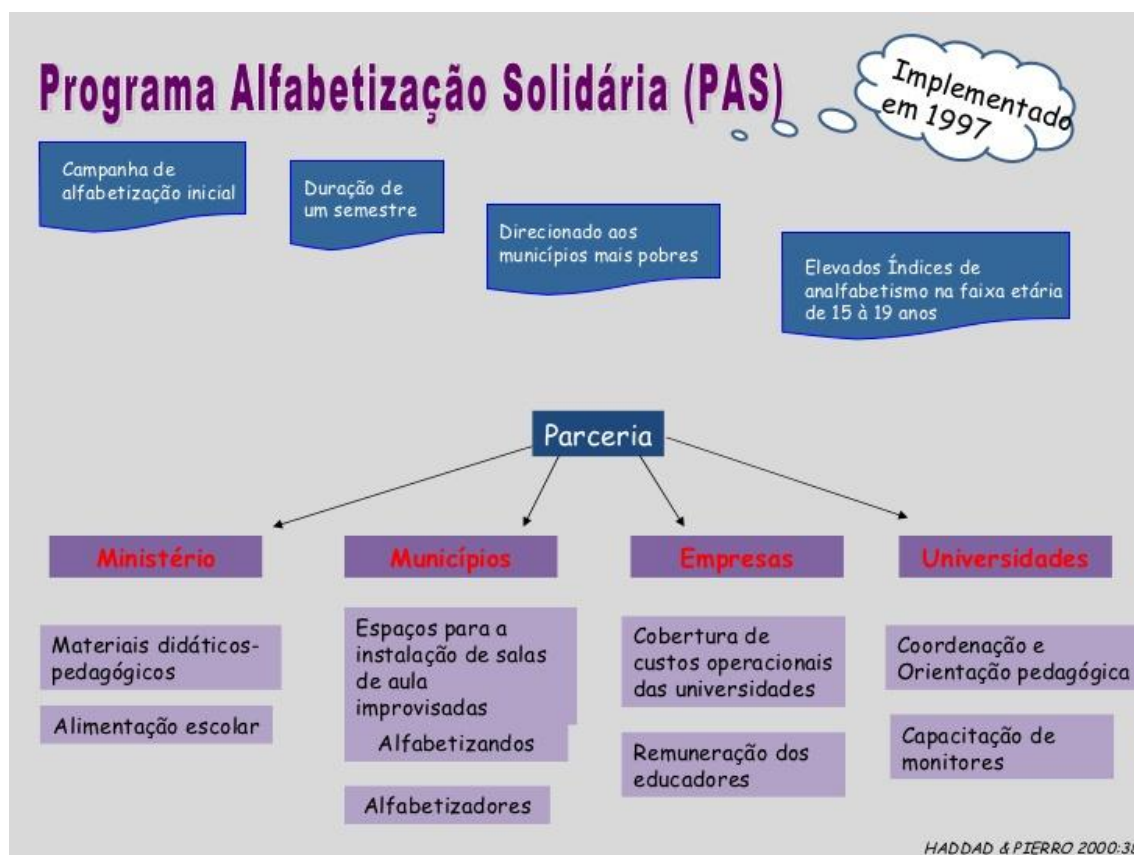 Programa Alfabetização Solidária (PAS)
Implementado
em 1997
Campanha de
alfabetização inicial
Duração de
um semestre
Direcionado aos
municípios mais pobres
Elevados Índices de
analfabetismo na faixa etária
de 15 à 19 anos
Parceria
Ministério
Municípios
Empresas
Universidades
Materiais didáticos-
pedagógicos
Alimentação escolar
Espaços para a
instalação de salas
de aula
improvisadas
Alfabetizandos
Alfabetizadores
Cobertura de
custos operacionais
das universidades
Remuneração dos
educadores
Coordenação e
Orientação pedagógica
Capacitação de
monitores
HADDAD & PIERRO 2000:38